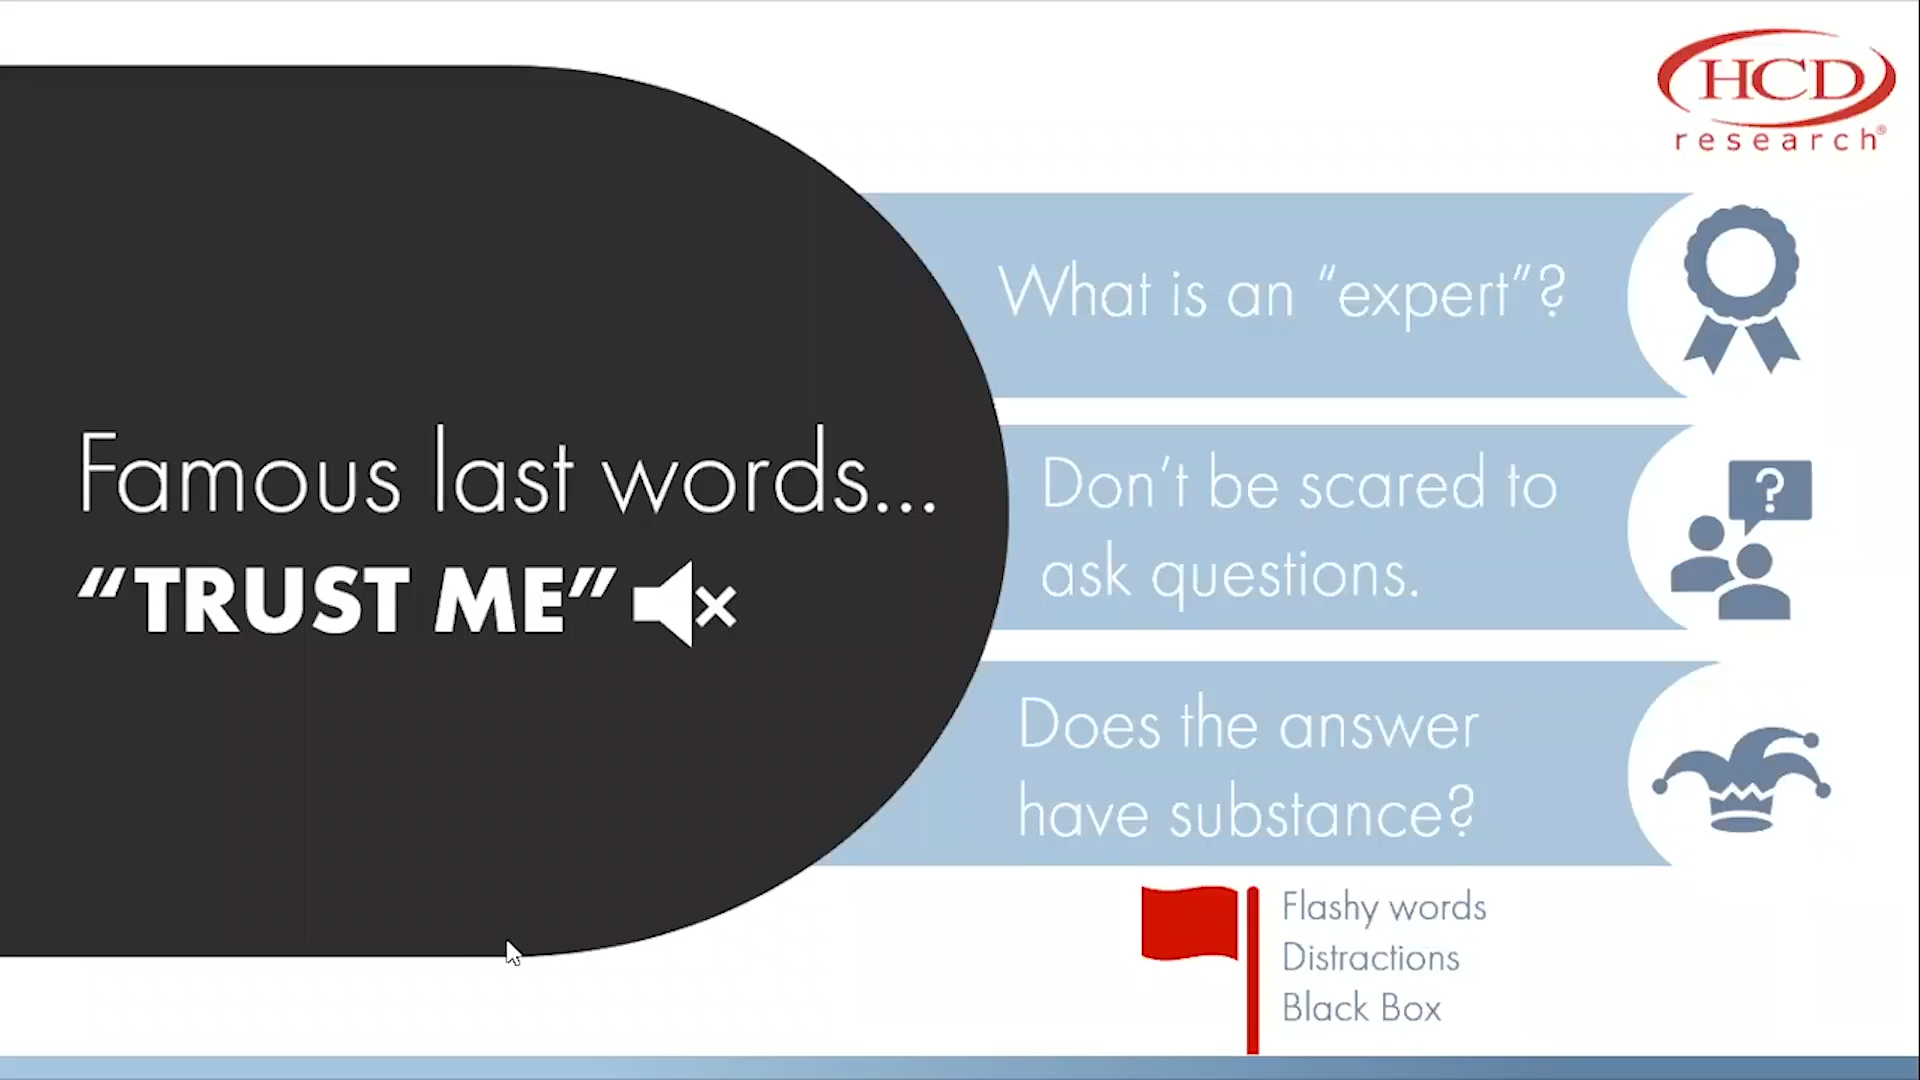 HCD
research®
Famous last words...
“TRUST ME”
What is an “expert”?
Don’t be scared to
ask questions.
?
Does the answer
have substance?
Flashy words
Distractions
Black Box